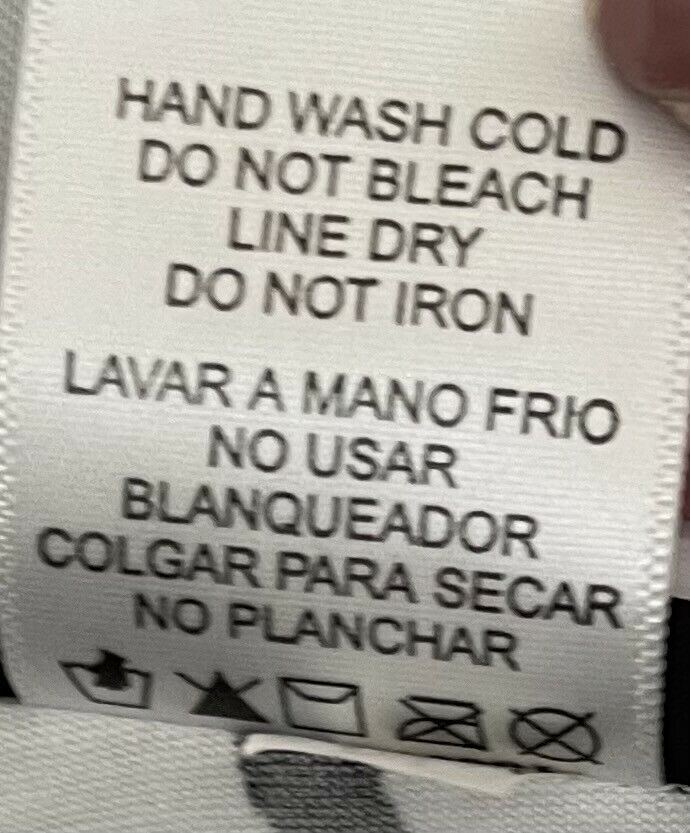 HAND WASH COLD
DO NOT BLEACH
LINE DRY
DO NOT IRON
LAVAR A MANO FRIO
NO USAR
BLANQUEADOR
COLGAR PARA SECAR
NO PLANCHAR